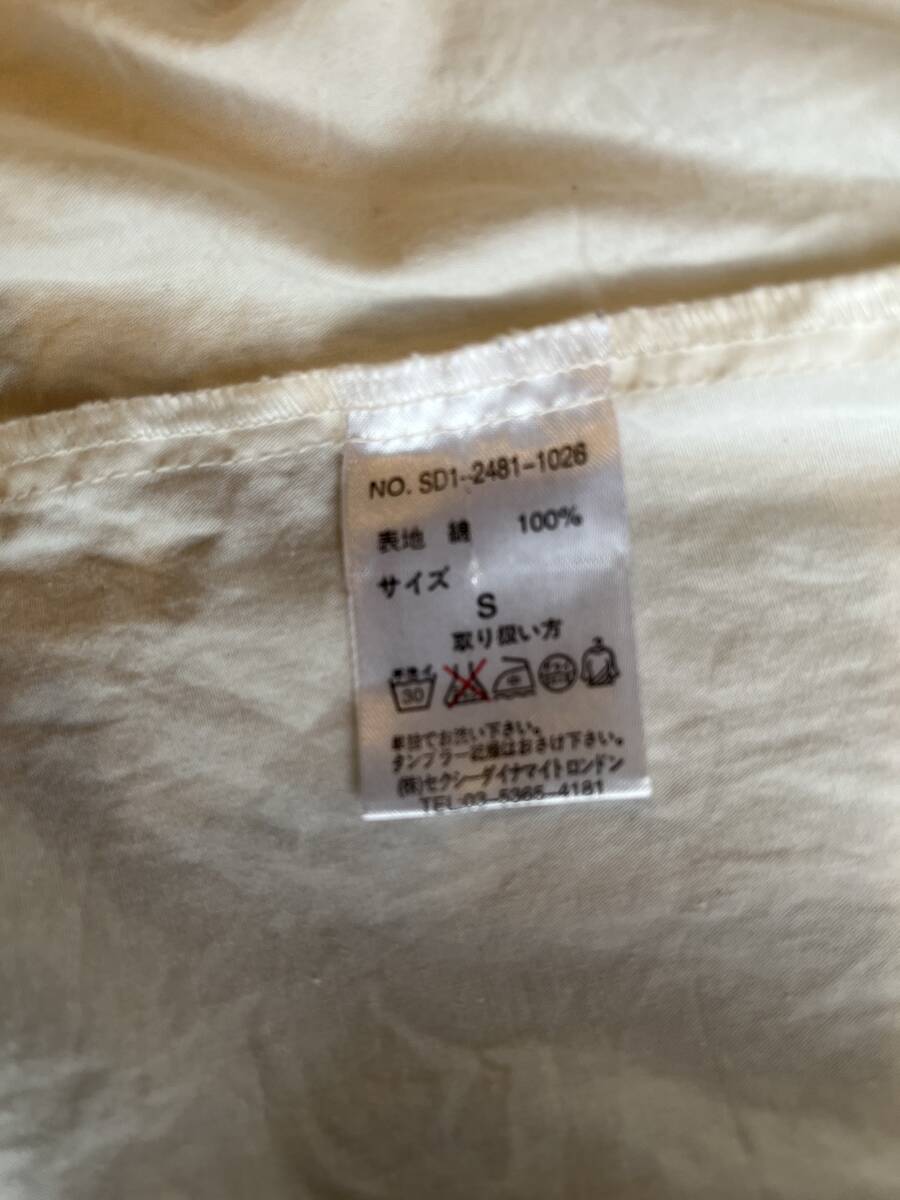 NO. SD1-2481-1026
表地 綿 100%
サイズ
S
取り扱い方
30
単独でお洗い下さい。
タンブラー乾燥はおさけ下さい。
(株)セクシーダイナマイトロンドン
TEL.03-5365-4181